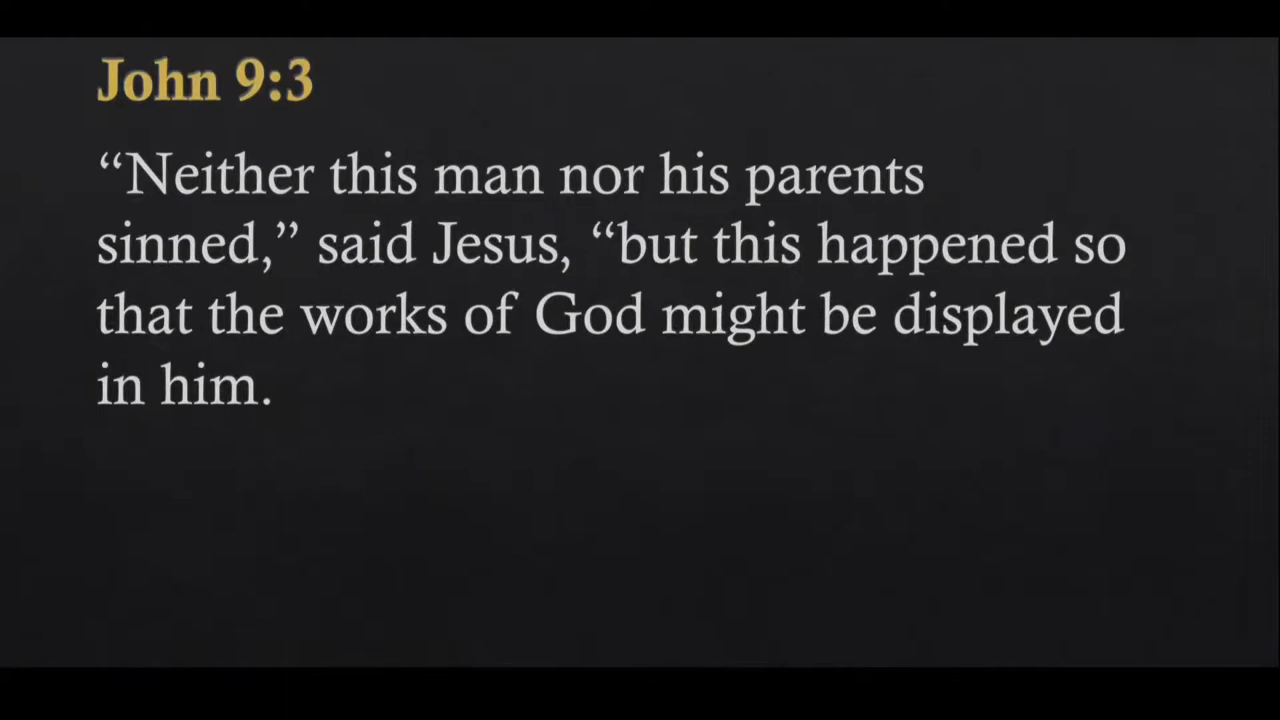 John 9:3
“Neither this man nor his parents
sinned,” said Jesus, “but this happened so
that the works of God might be displayed
in him.